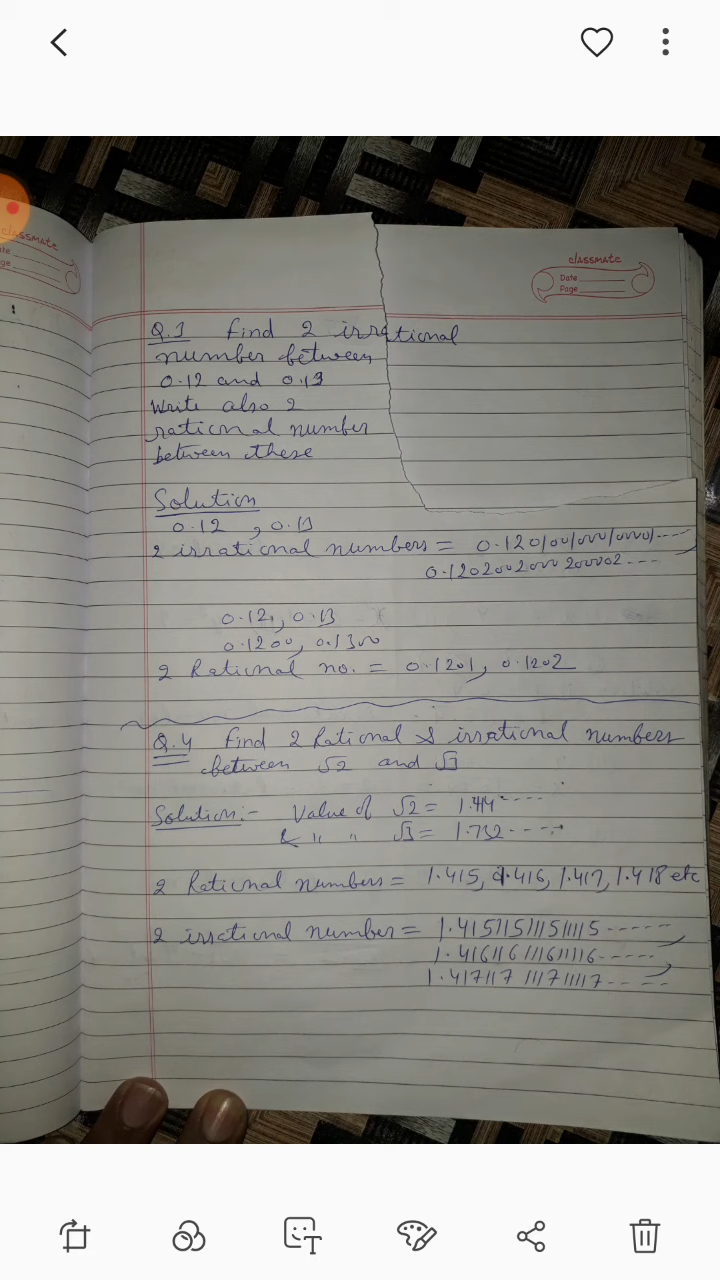 classmate
classmate
Date
Page
Q.1 Find 2 irrational
number between
0.12 and 0.13
Write also 2
rational number
between these
Solution
0.12 , 0.13
2 irrational numbers = 0.1201001000100001----
0.120200200020002----
0.12, 0.13
0.1200, 0.1300
2 Rational no. = 0.1201, 0.1202
Q.4 Find 2 Rational & irrational numbers
between √2 and √3
Solution:- Value of √2 = 1.414----
& " " √3 = 1.732----
2 Rational numbers = 1.415, 1.416, 1.417, 1.418 etc
2 irrational number = 1.415115111511115-----
1.416116111611116-----
1.417117111711117-----